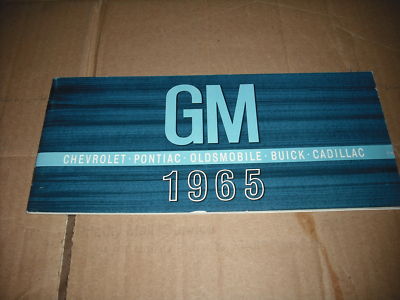 GM
CHEVROLET · PONTIAC · OLDSMOBILE · BUICK · CADILLAC
1965